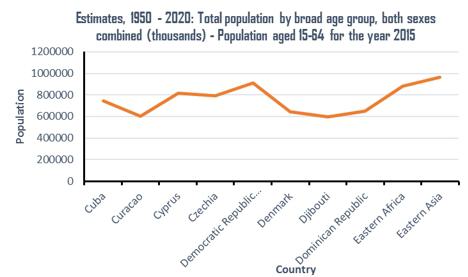 Estimates, 1950 - 2020: Total population by broad age group, both sexes
combined (thousands) - Population aged 15-64 for the year 2015
1200000
1000000
800000
600000
400000
200000
0
Population
Cuba
Curacao
Cyprus
Czechia
Democratic Republic...
Denmark
Djibouti
Dominican Republic
Eastern Africa
Eastern Asia
Country